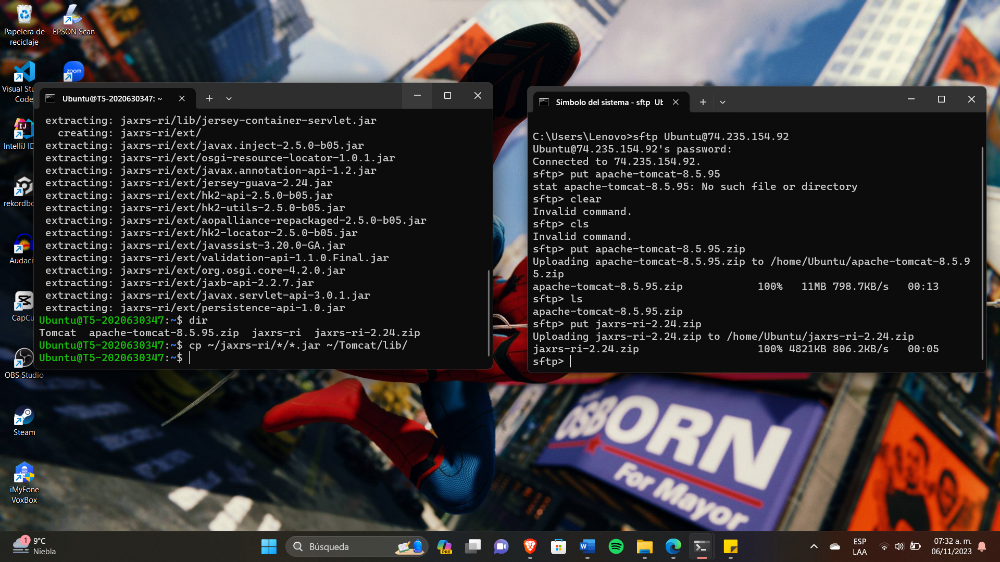 Papelera de
reciclaje
EPSON Scan
zoom
Visual Stu
Code
IJ
IntelliJ ID
rekordbo
Audaci
CapCu
OBS Studio
Steam
iMyFone
VoxBox
Ubuntu@T5-2020630347: ~
extracting: jaxrs-ri/lib/jersey-container-servlet.jar
creating: jaxrs-ri/ext/
extracting: jaxrs-ri/ext/javax.inject-2.5.0-b05.jar
extracting: jaxrs-ri/ext/osgi-resource-locator-1.0.1.jar
extracting: jaxrs-ri/ext/javax.annotation-api-1.2.jar
extracting: jaxrs-ri/ext/jersey-guava-2.24.jar
extracting: jaxrs-ri/ext/hk2-api-2.5.0-b05.jar
extracting: jaxrs-ri/ext/hk2-utils-2.5.0-b05.jar
extracting: jaxrs-ri/ext/aopalliance-repackaged-2.5.0-b05.jar
extracting: jaxrs-ri/ext/hk2-locator-2.5.0-b05.jar
extracting: jaxrs-ri/ext/javassist-3.20.0-GA.jar
extracting: jaxrs-ri/ext/validation-api-1.1.0.Final.jar
extracting: jaxrs-ri/ext/org.osgi.core-4.2.0.jar
extracting: jaxrs-ri/ext/jaxb-api-2.2.7.jar
extracting: jaxrs-ri/ext/javax.servlet-api-3.0.1.jar
extracting: jaxrs-ri/ext/persistence-api-1.0.jar
Ubuntu@T5-2020630347:~$ dir
Tomcat  apache-tomcat-8.5.95.zip  jaxrs-ri  jaxrs-ri-2.24.zip
Ubuntu@T5-2020630347:~$ cp ~/jaxrs-ri/*/*.jar ~/Tomcat/lib/
Ubuntu@T5-2020630347:~$
Símbolo del sistema - sftp Ub
C:\Users\Lenovo>sftp Ubuntu@74.235.154.92
Ubuntu@74.235.154.92's password:
Connected to 74.235.154.92.
sftp> put apache-tomcat-8.5.95
stat apache-tomcat-8.5.95: No such file or directory
sftp> clear
Invalid command.
sftp> cls
Invalid command.
sftp> put apache-tomcat-8.5.95.zip
Uploading apache-tomcat-8.5.95.zip to /home/Ubuntu/apache-tomcat-8.5.9
5.zip
apache-tomcat-8.5.95.zip 100% 11MB 798.7KB/s 00:13
sftp> ls
apache-tomcat-8.5.95.zip
sftp> put jaxrs-ri-2.24.zip
Uploading jaxrs-ri-2.24.zip to /home/Ubuntu/jaxrs-ri-2.24.zip
jaxrs-ri-2.24.zip 100% 4821KB 806.2KB/s 00:05
sftp>
OSBORN
For Mayor
1
9°C
Niebla
Búsqueda
PRE
W
ESP
LAA
07:32 a. m.
06/11/2023